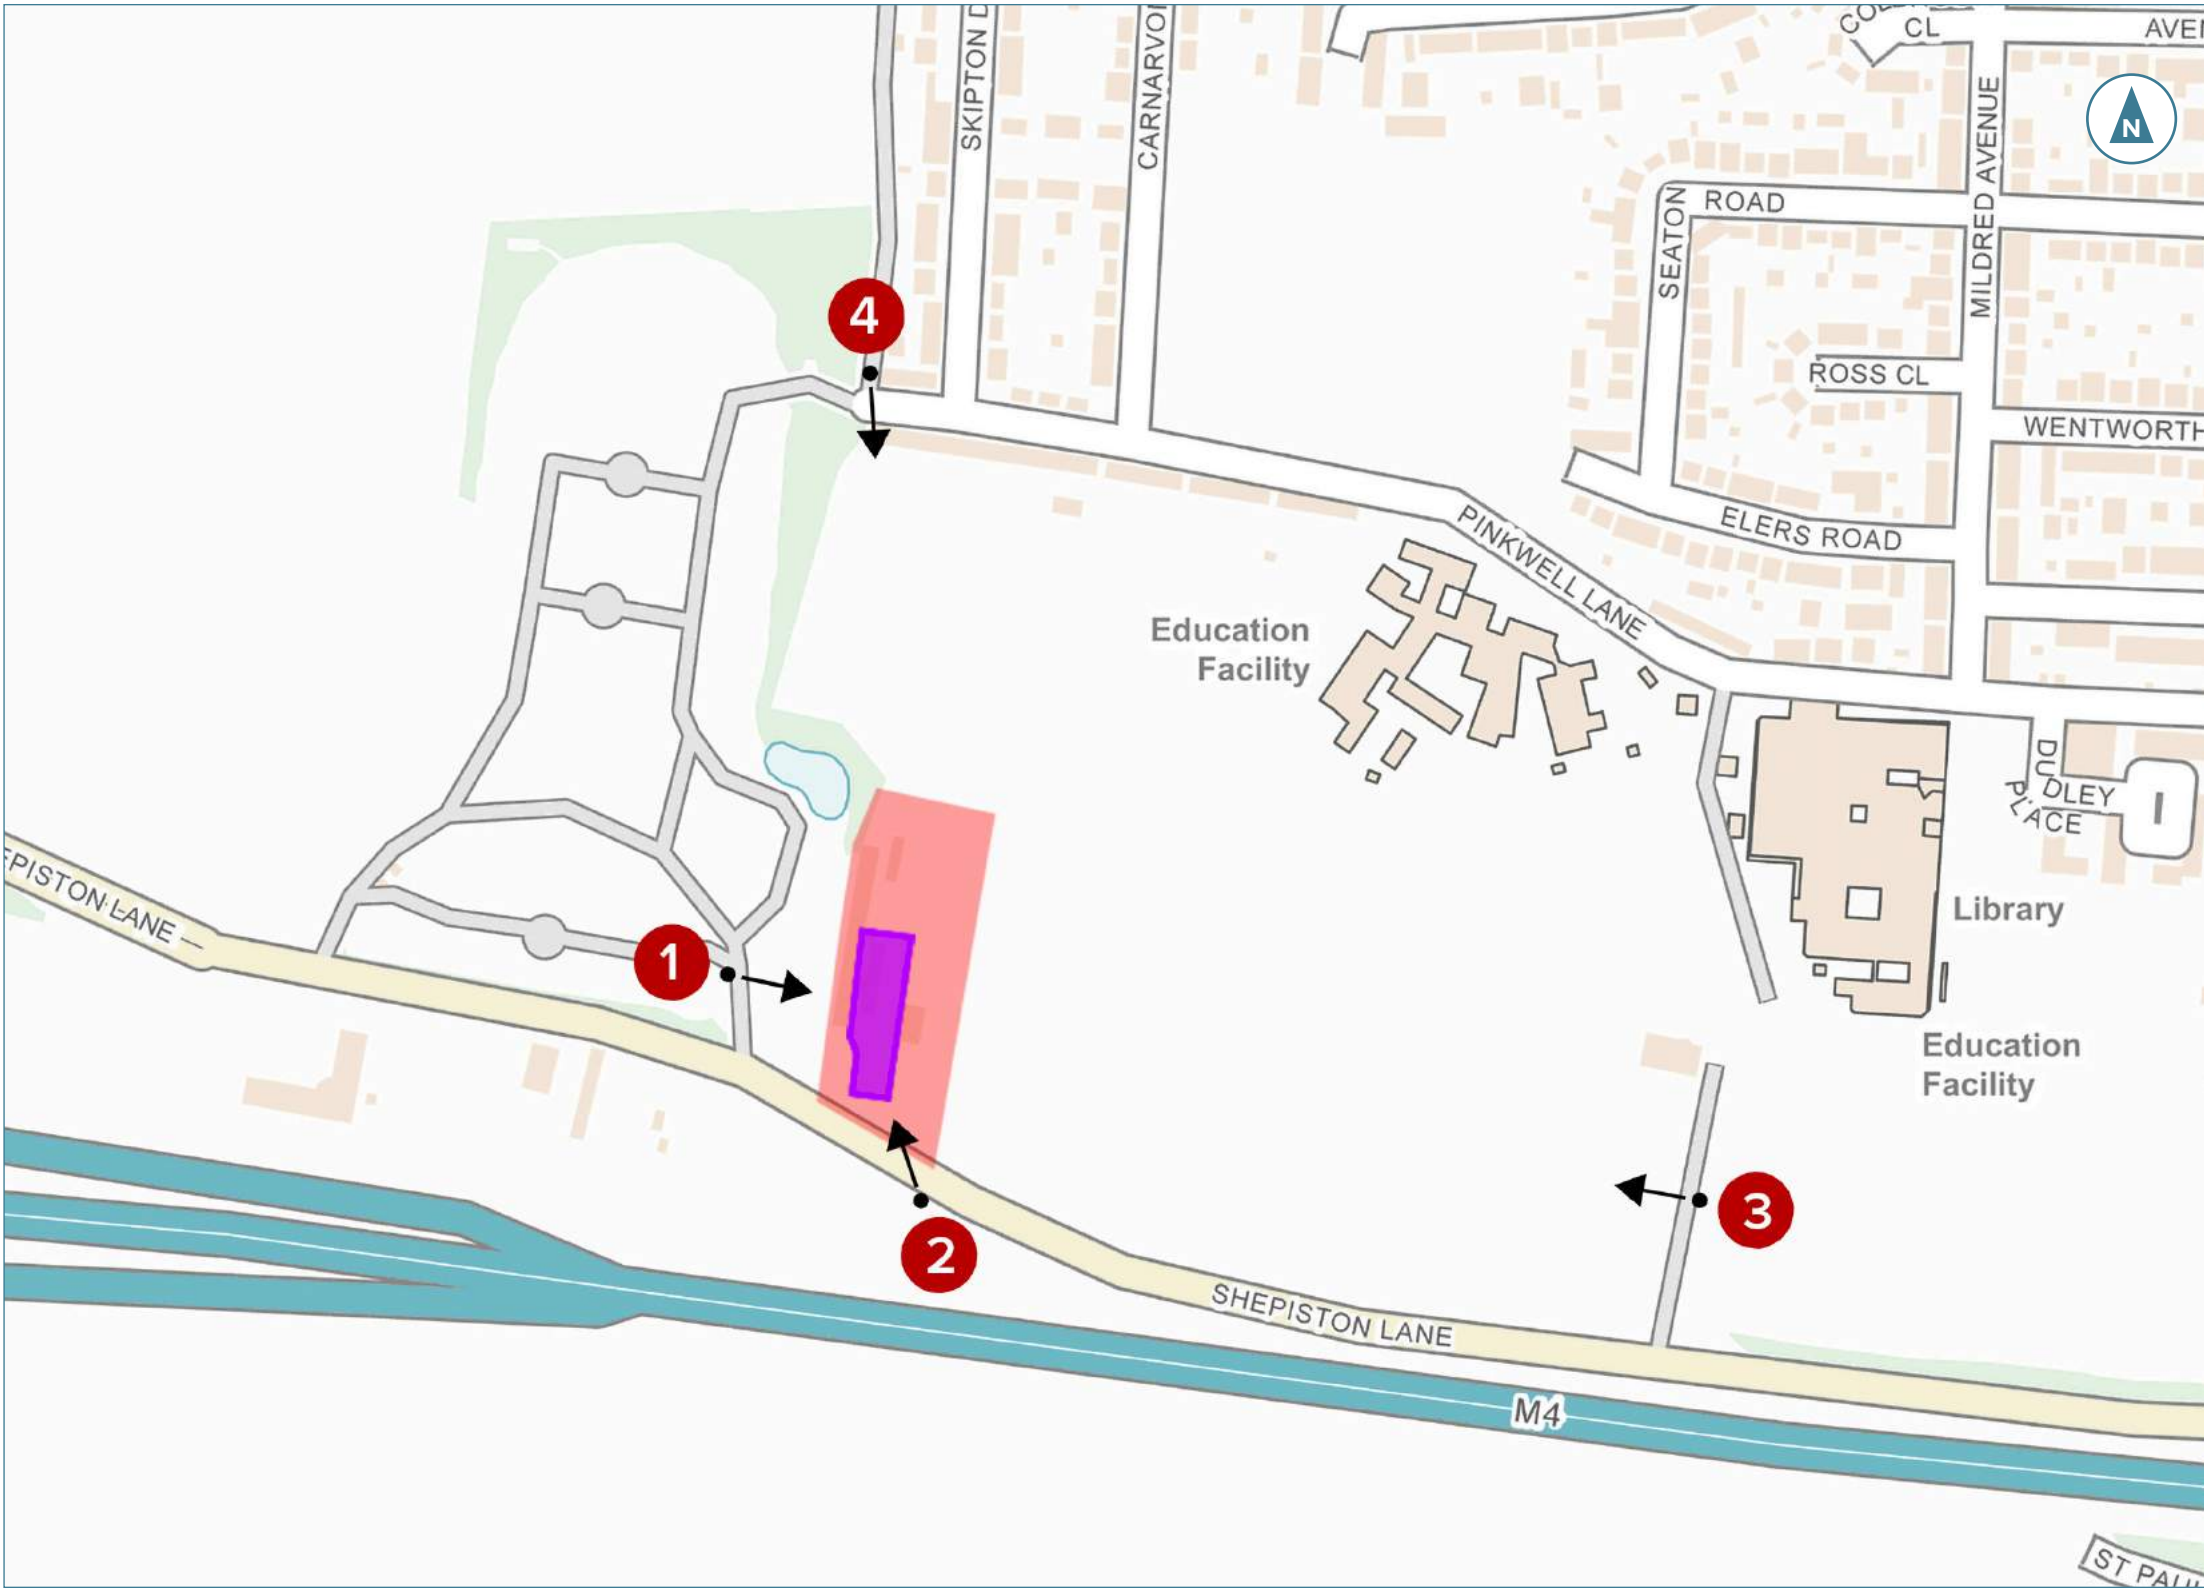 SKIPTON D
CARNARVO
CL
AVE
N
MILDRED AVENUE
SEATON
ROAD
4
ROSS CL
WENTWORTH
PINKWELL LANE
ELERS ROAD
Education
Facility
DUDLEY
PLACE
EPISTON LANE
Library
1
Education
Facility
3
2
SHEPISTON LANE
M4
ST PAU